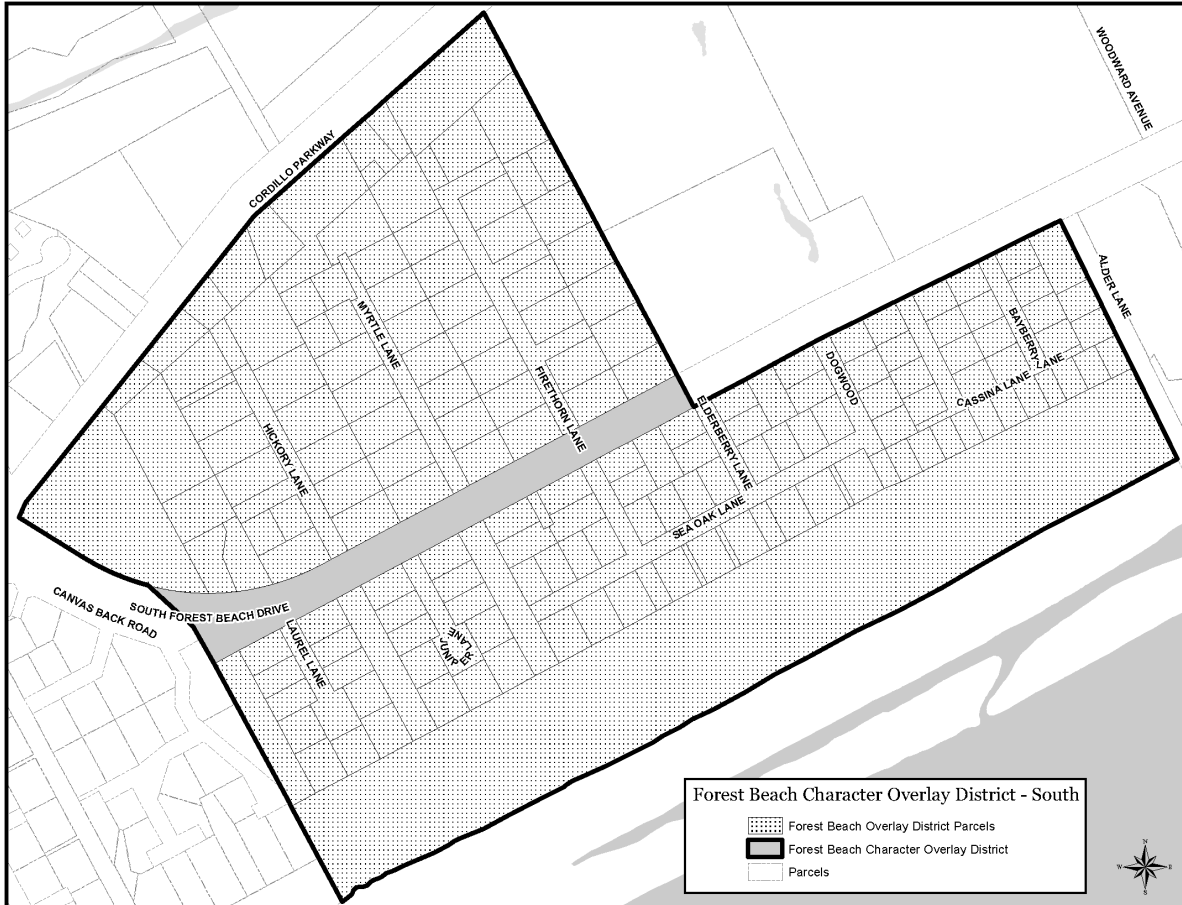 WOODWARD AVENUE
CORDILLO PARKWAY
ALDER LANE
MYRTLE LANE
BAYBERRY
LANE
DOGWOOD
CASSINA LANE
FIRETHORN LANE
ELDERBERRY LANE
HICKORY LANE
SEA OAK LANE
CANVAS BACK ROAD
SOUTH FOREST BEACH DRIVE
LAUREL LANE
JUNIPER
LANE
Forest Beach Character Overlay District - South
Forest Beach Overlay District Parcels
Forest Beach Character Overlay District
Parcels
N
W
E
S